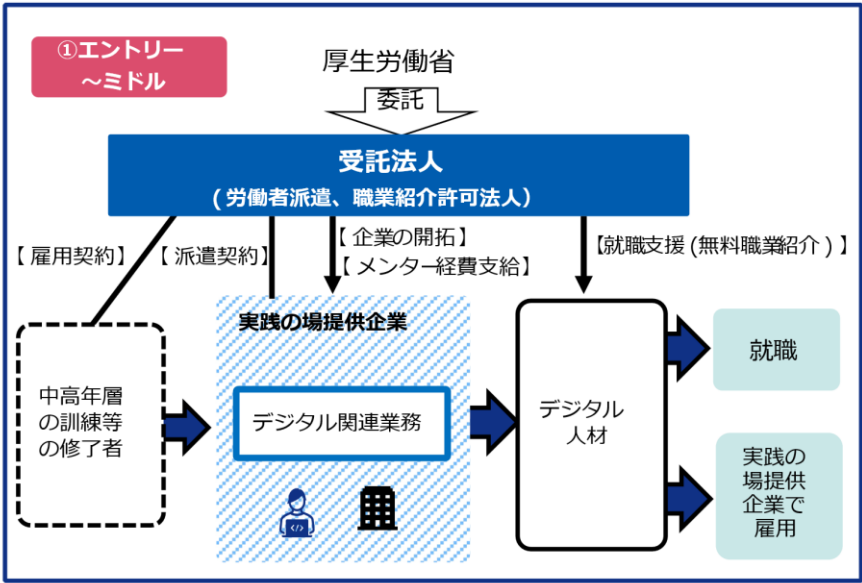 ①エントリー
～ミドル
厚生労働省
委託
受託法人
(労働者派遣、職業紹介許可法人)
【雇用契約】
【派遣契約】
【企業の開拓】
【メンター経費支給】
【就職支援(無料職業紹介)】
中高年層
の訓練等
の修了者
実践の場提供企業
デジタル関連業務
</>
デジタル
人材
就職
実践の
場提供
企業で
雇用